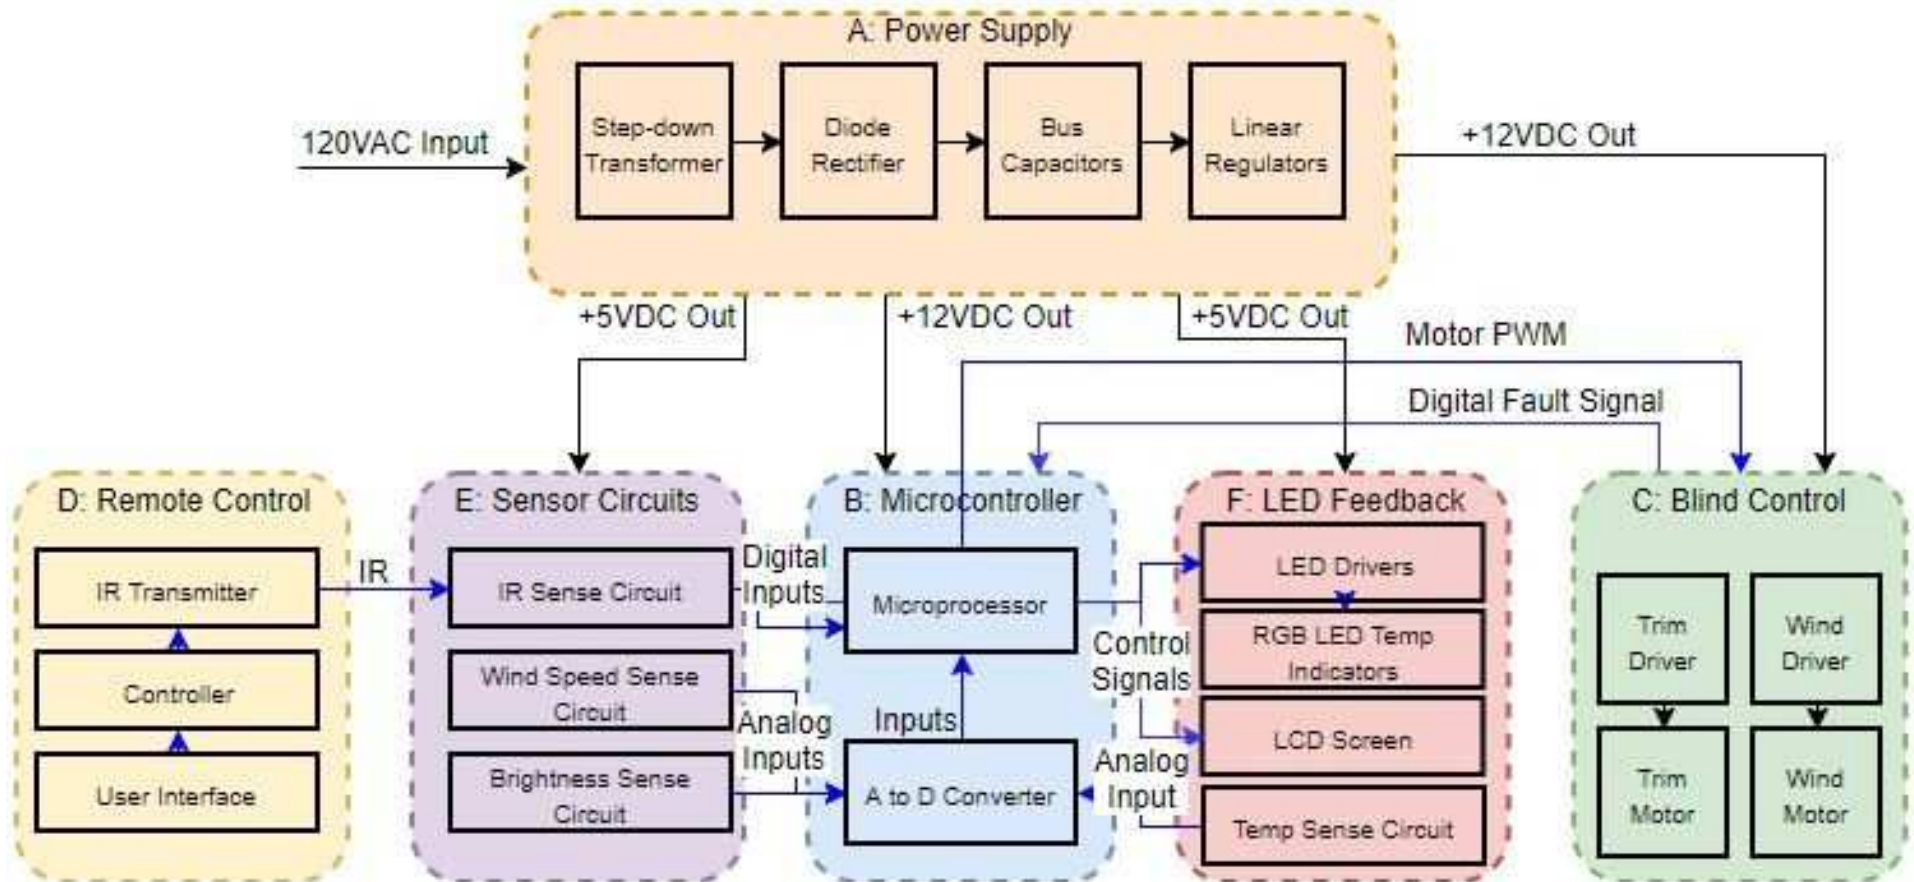 A: Power Supply
Step-down
Transformer
Diode
Rectifier
Bus
Capacitors
Linear
Regulators
120VAC Input
+12VDC Out
+5VDC Out
+12VDC Out
+5VDC Out
Motor PWM
Digital Fault Signal
D: Remote Control
IR Transmitter
Controller
User Interface
IR
E: Sensor Circuits
IR Sense Circuit
Wind Speed Sense
Circuit
Brightness Sense
Circuit
Digital
Inputs
Analog
Inputs
B: Microcontroller
Microprocessor
Inputs
A to D Converter
Control
Signals
Analog
Input
F: LED Feedback
LED Drivers
RGB LED Temp
Indicators
LCD Screen
Temp Sense Circuit
C: Blind Control
Trim
Driver
Wind
Driver
Trim
Motor
Wind
Motor